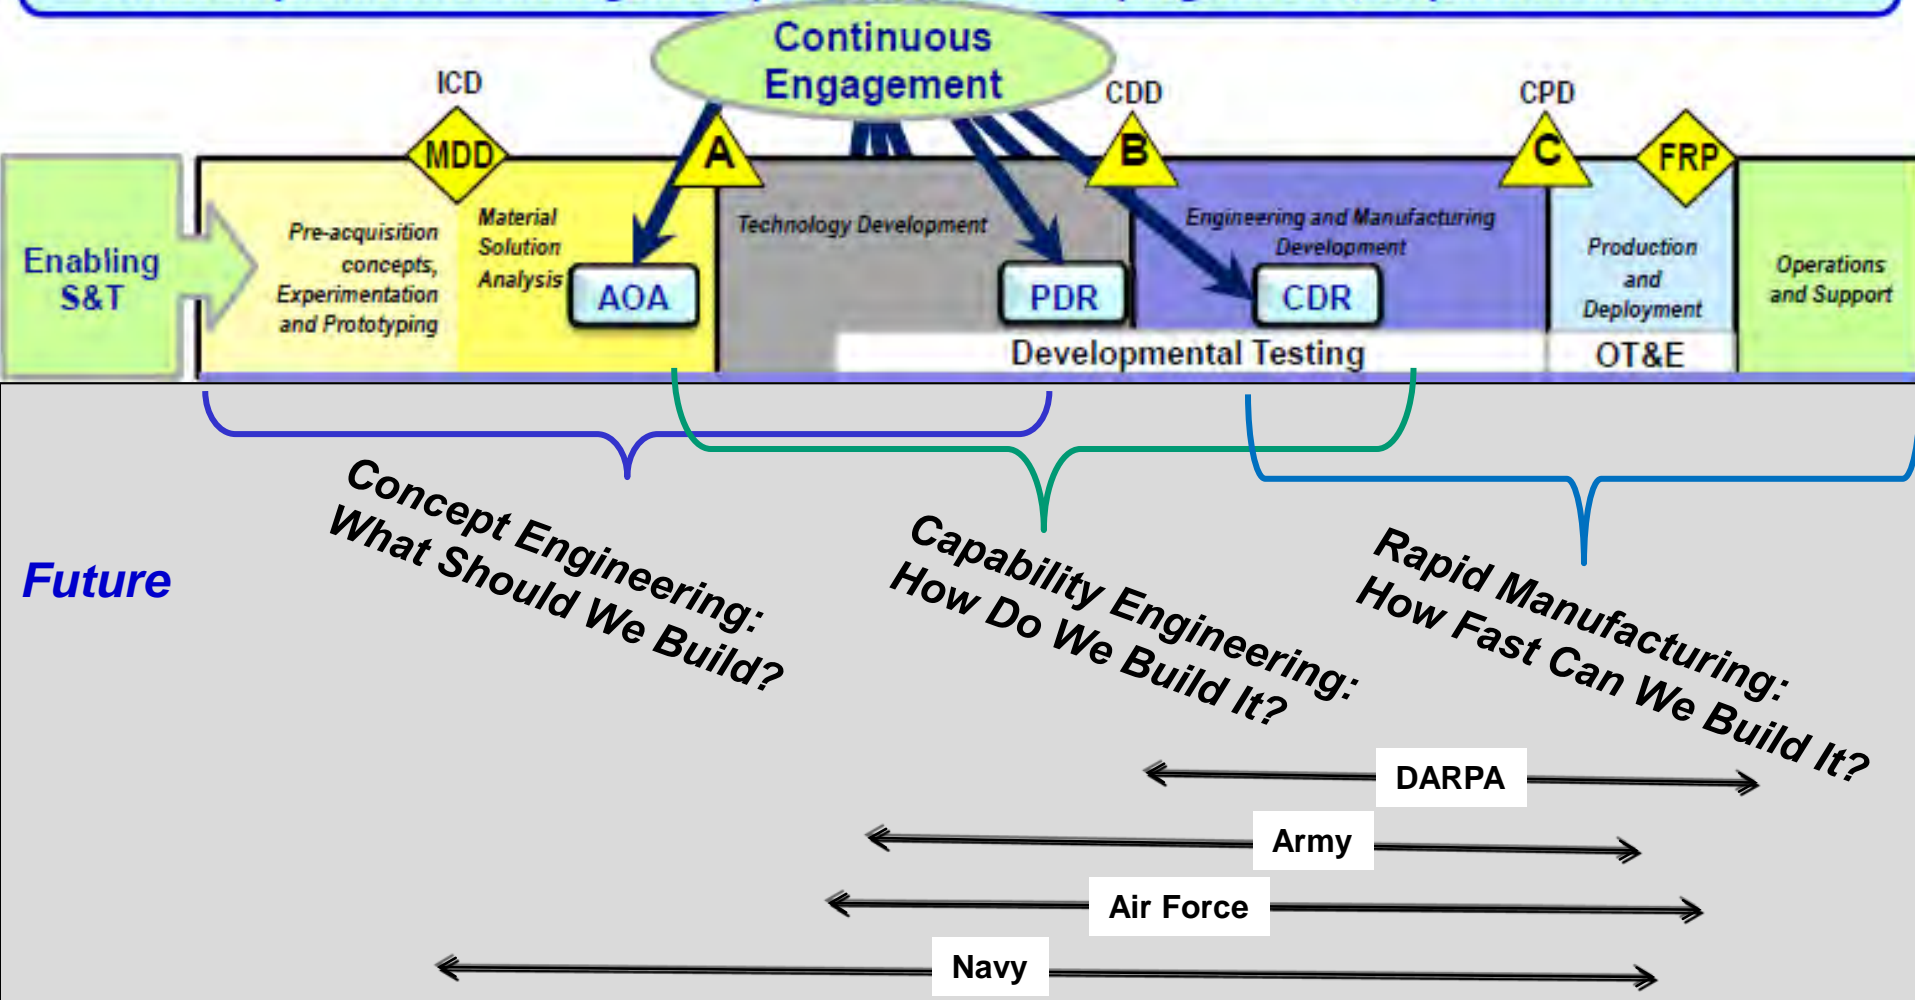 Continuous
Engagement
ICD
CDD
CPD
MDD
A
B
C
FRP
Enabling
S&T
Pre-acquisition
concepts,
Experimentation
and Prototyping
Material
Solution
Analysis
AOA
Technology Development
PDR
Engineering and Manufacturing
Development
CDR
Production
and
Deployment
Operations
and Support
Developmental Testing
OT&E
Future
Concept Engineering:
What Should We Build?
Capability Engineering:
How Do We Build It?
Rapid Manufacturing:
How Fast Can We Build It?
DARPA
Army
Air Force
Navy